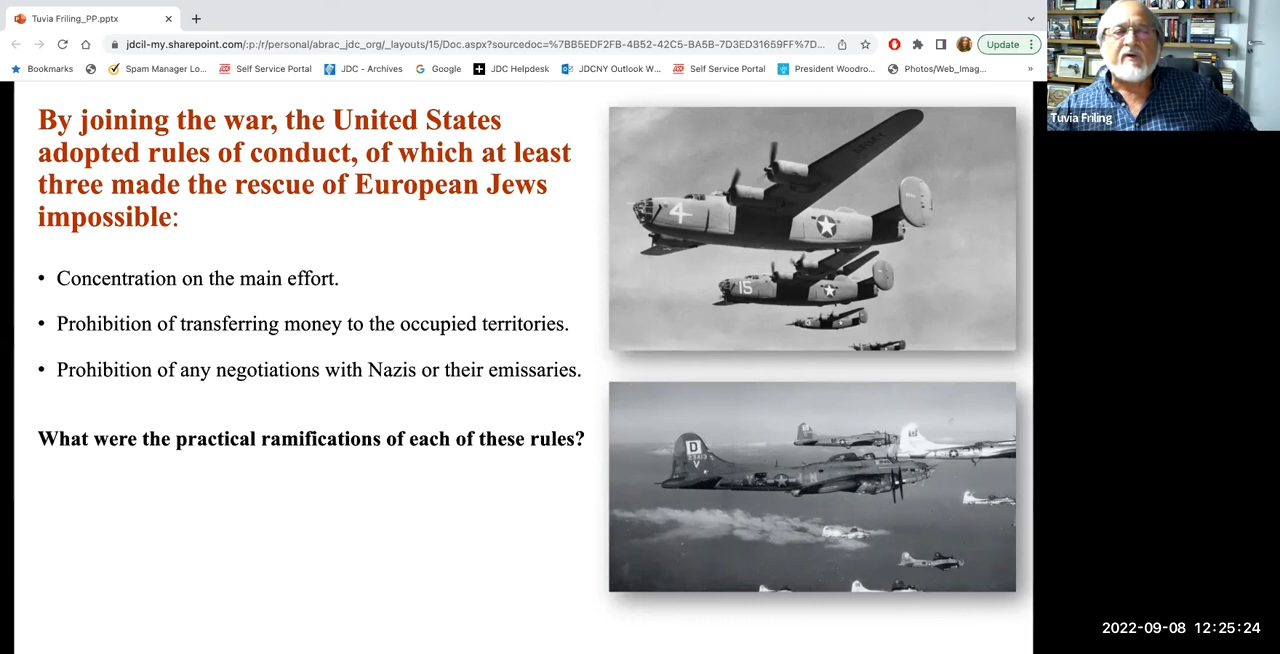 Tuvia Friling_PP.pptx
jdcil-my.sharepoint.com/:p:/r/personal/abrac_jdc_org/_layouts/15/Doc.aspx?sourcedoc=%7BB5EDF2FB-4B52-42C5-BA5B-7D3ED31659FF%7D...
Update
Bookmarks Spam Manager Lo... Self Service Portal JDC - Archives Google JDC Helpdesk JDCNY Outlook W... Self Service Portal President Woodro... Photos/Web_Imag... »
Tuvia Friling
By joining the war, the United States
adopted rules of conduct, of which at least
three made the rescue of European Jews
impossible:
• Concentration on the main effort.
• Prohibition of transferring money to the occupied territories.
• Prohibition of any negotiations with Nazis or their emissaries.
What were the practical ramifications of each of these rules?
ARMY
4
15
D
V
2022-09-08 12:25:24